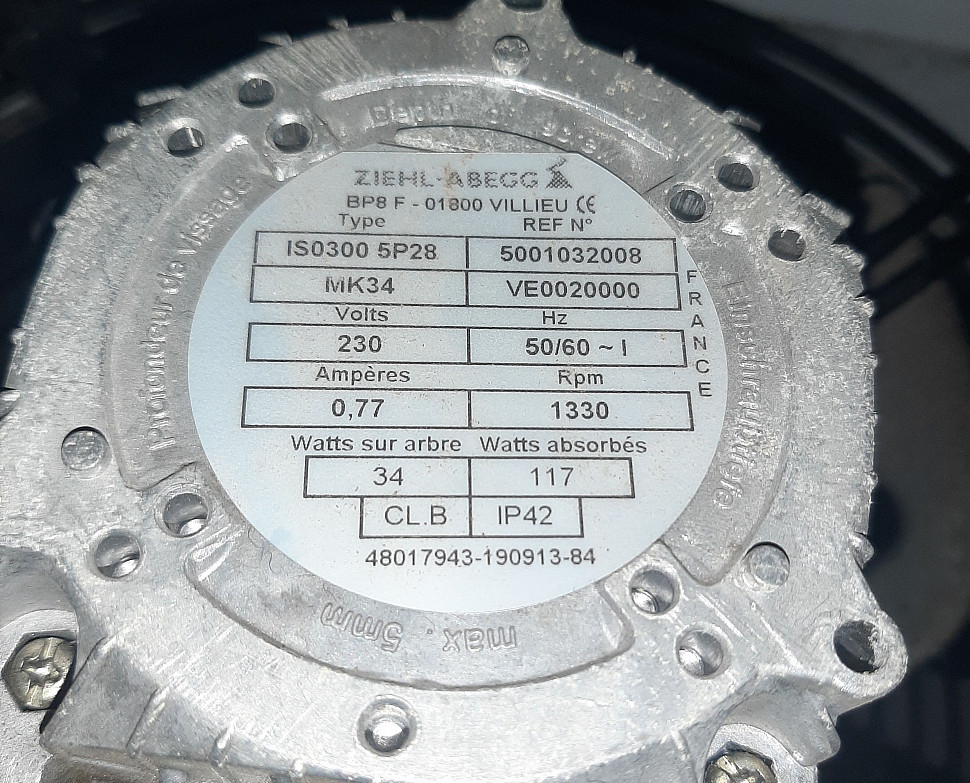 ZIEHL-ABEGG
BP8 F - 01800 VILLIEU CE
Type REF N°
IS0300 5P28 5001032008
MK34 VE0020000
Volts Hz
230 50/60 ~ I
Ampères Rpm
0,77 1330
Watts sur arbre Watts absorbés
34 117
CL.B IP42
48017943-190913-84
FRANCE
Profondeur de vissage
Einschraubtiefe
max. 5mm